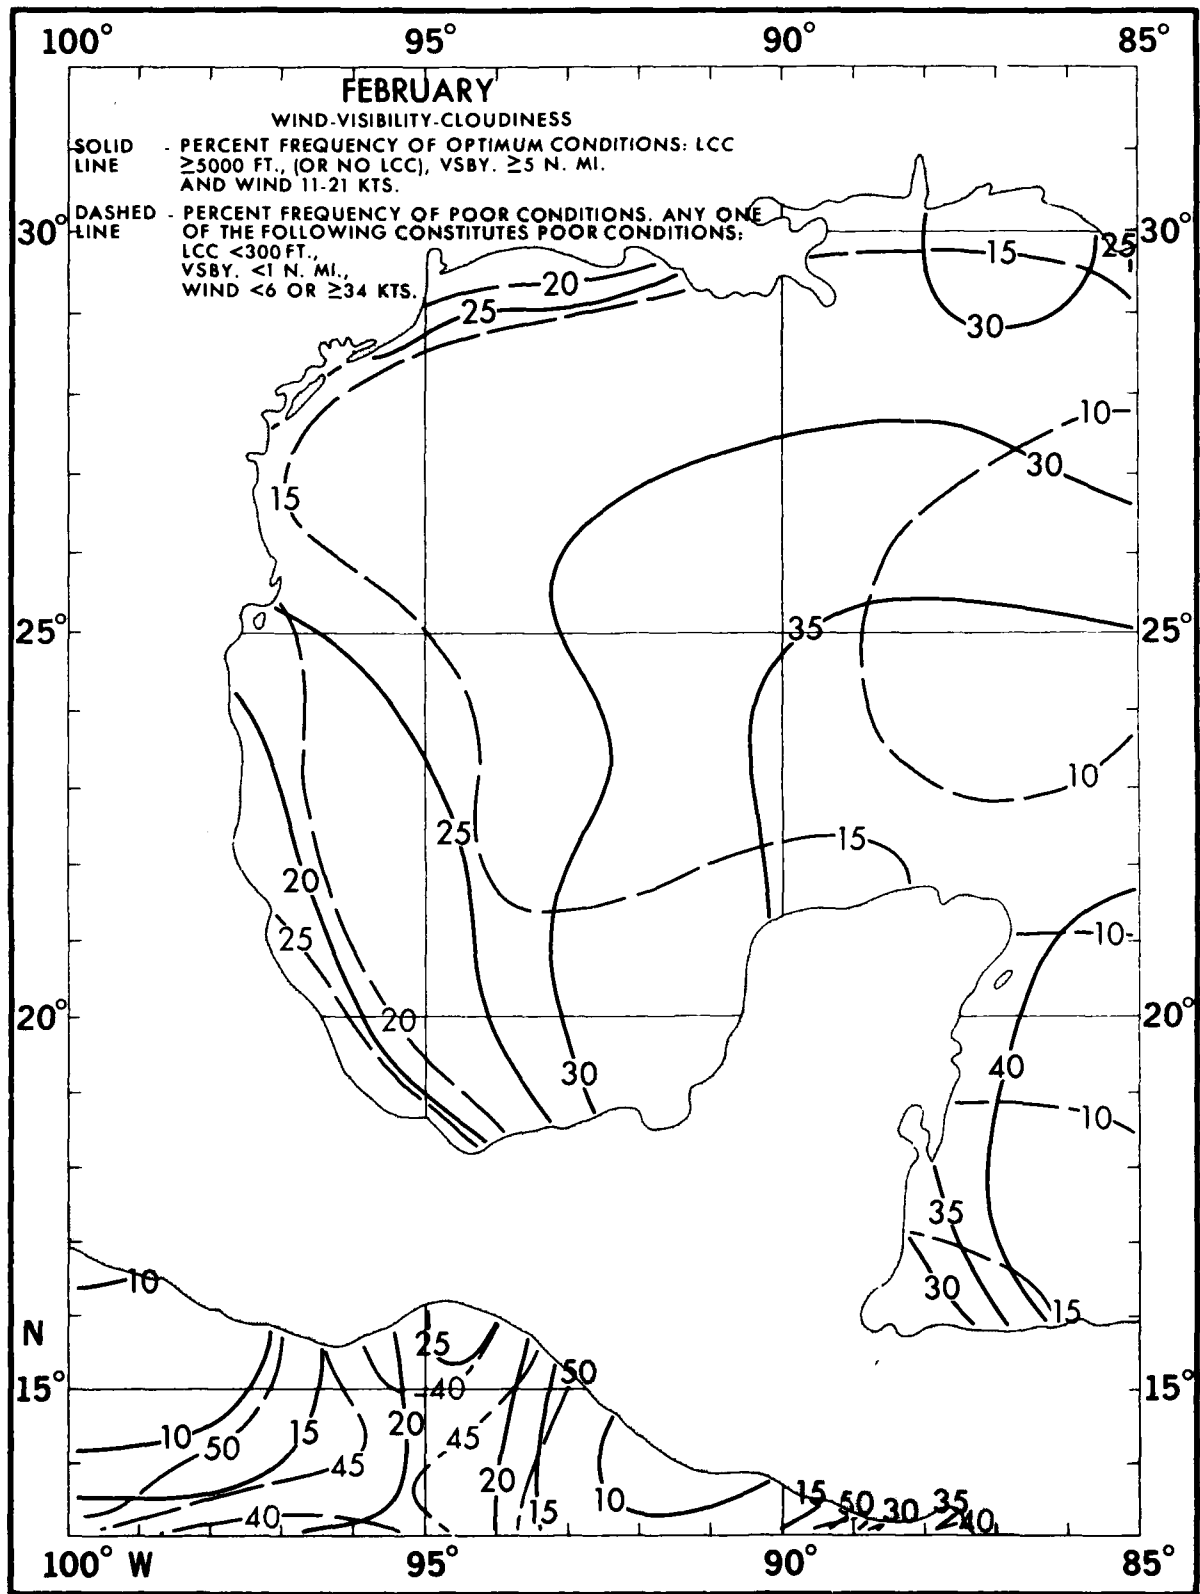 100° 95° 90° 85°
FEBRUARY
WIND-VISIBILITY-CLOUDINESS
SOLID - PERCENT FREQUENCY OF OPTIMUM CONDITIONS: LCC
LINE ≥5000 FT., (OR NO LCC), VSBY. ≥5 N. MI.
AND WIND 11-21 KTS.
DASHED - PERCENT FREQUENCY OF POOR CONDITIONS. ANY ONE
LINE OF THE FOLLOWING CONSTITUTES POOR CONDITIONS:
LCC <300 FT.,
VSBY. <1 N. MI.,
WIND <6 OR ≥34 KTS.
30° 30°
15 25
20
25
30
10
30
15
25° 35 25°
10
25 15
20
25 10
20° 20 20°
30 40
10
35
10 30
15
N
25
50
15° 40 15°
10 15 20
50 45
45
20 10 15 50 30 35
40 15 40
100° W 95° 90° 85°